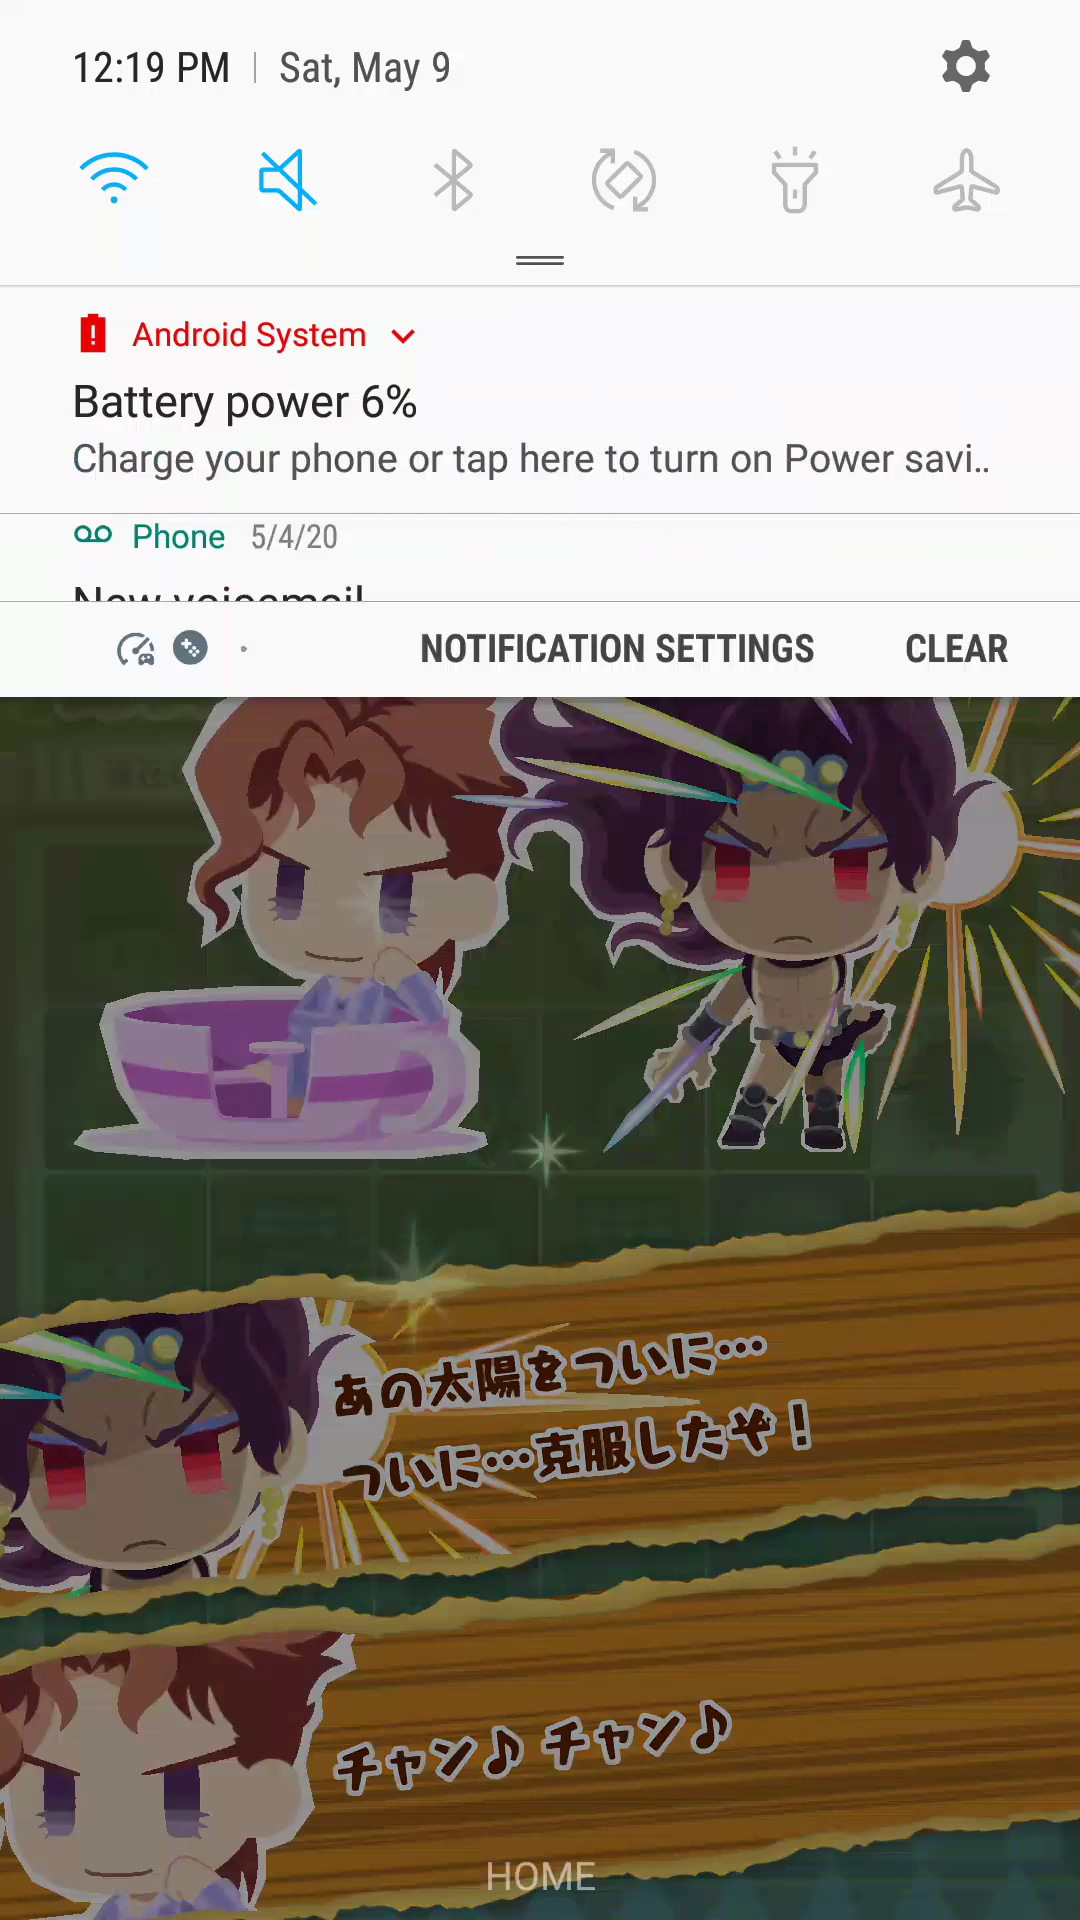 12:19 PM | Sat, May 9
Android System
Battery power 6%
Charge your phone or tap here to turn on Power savi..
Phone 5/4/20
New voicemail
NOTIFICATION SETTINGS CLEAR
あの太陽をついに…
ついに…克服したぞ！
チャン♪ チャン♪
HOME